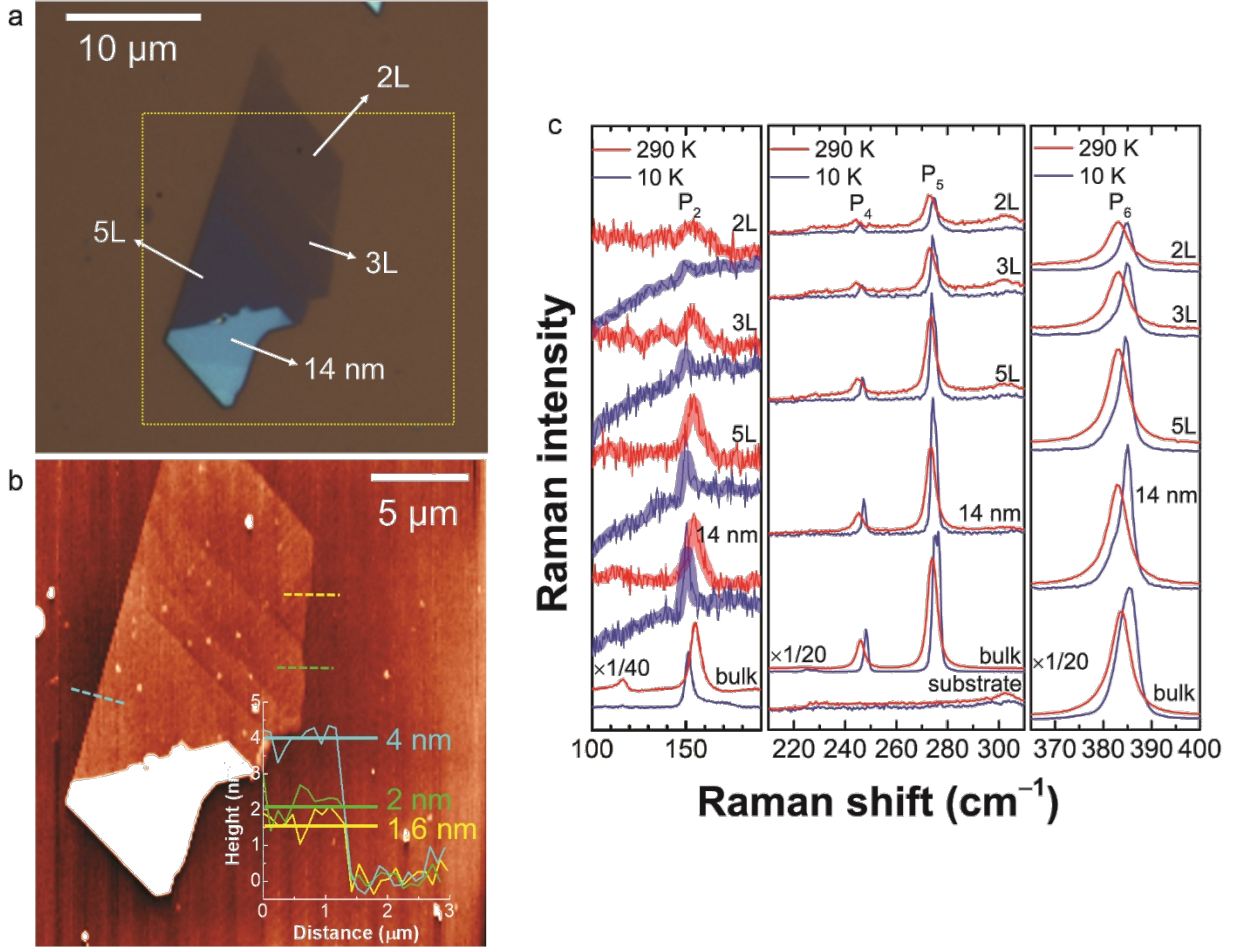 a
10 µm
2L
5L
3L
14 nm
b
5 µm
5
4
3
2
1
0
Height (n
4 nm
2 nm
1.6 nm
0
1
2
3
Distance (µm)
c
Raman intensity
290 K
10 K
P2
2L
3L
5L
14 nm
×1/40
bulk
100
150
290 K
10 K
P4
P5
2L
3L
5L
14 nm
×1/20
bulk
substrate
220
240
260
280
300
290 K
10 K
P6
2L
3L
5L
14 nm
×1/20
bulk
370
380
390
400
Raman shift (cm⁻¹)